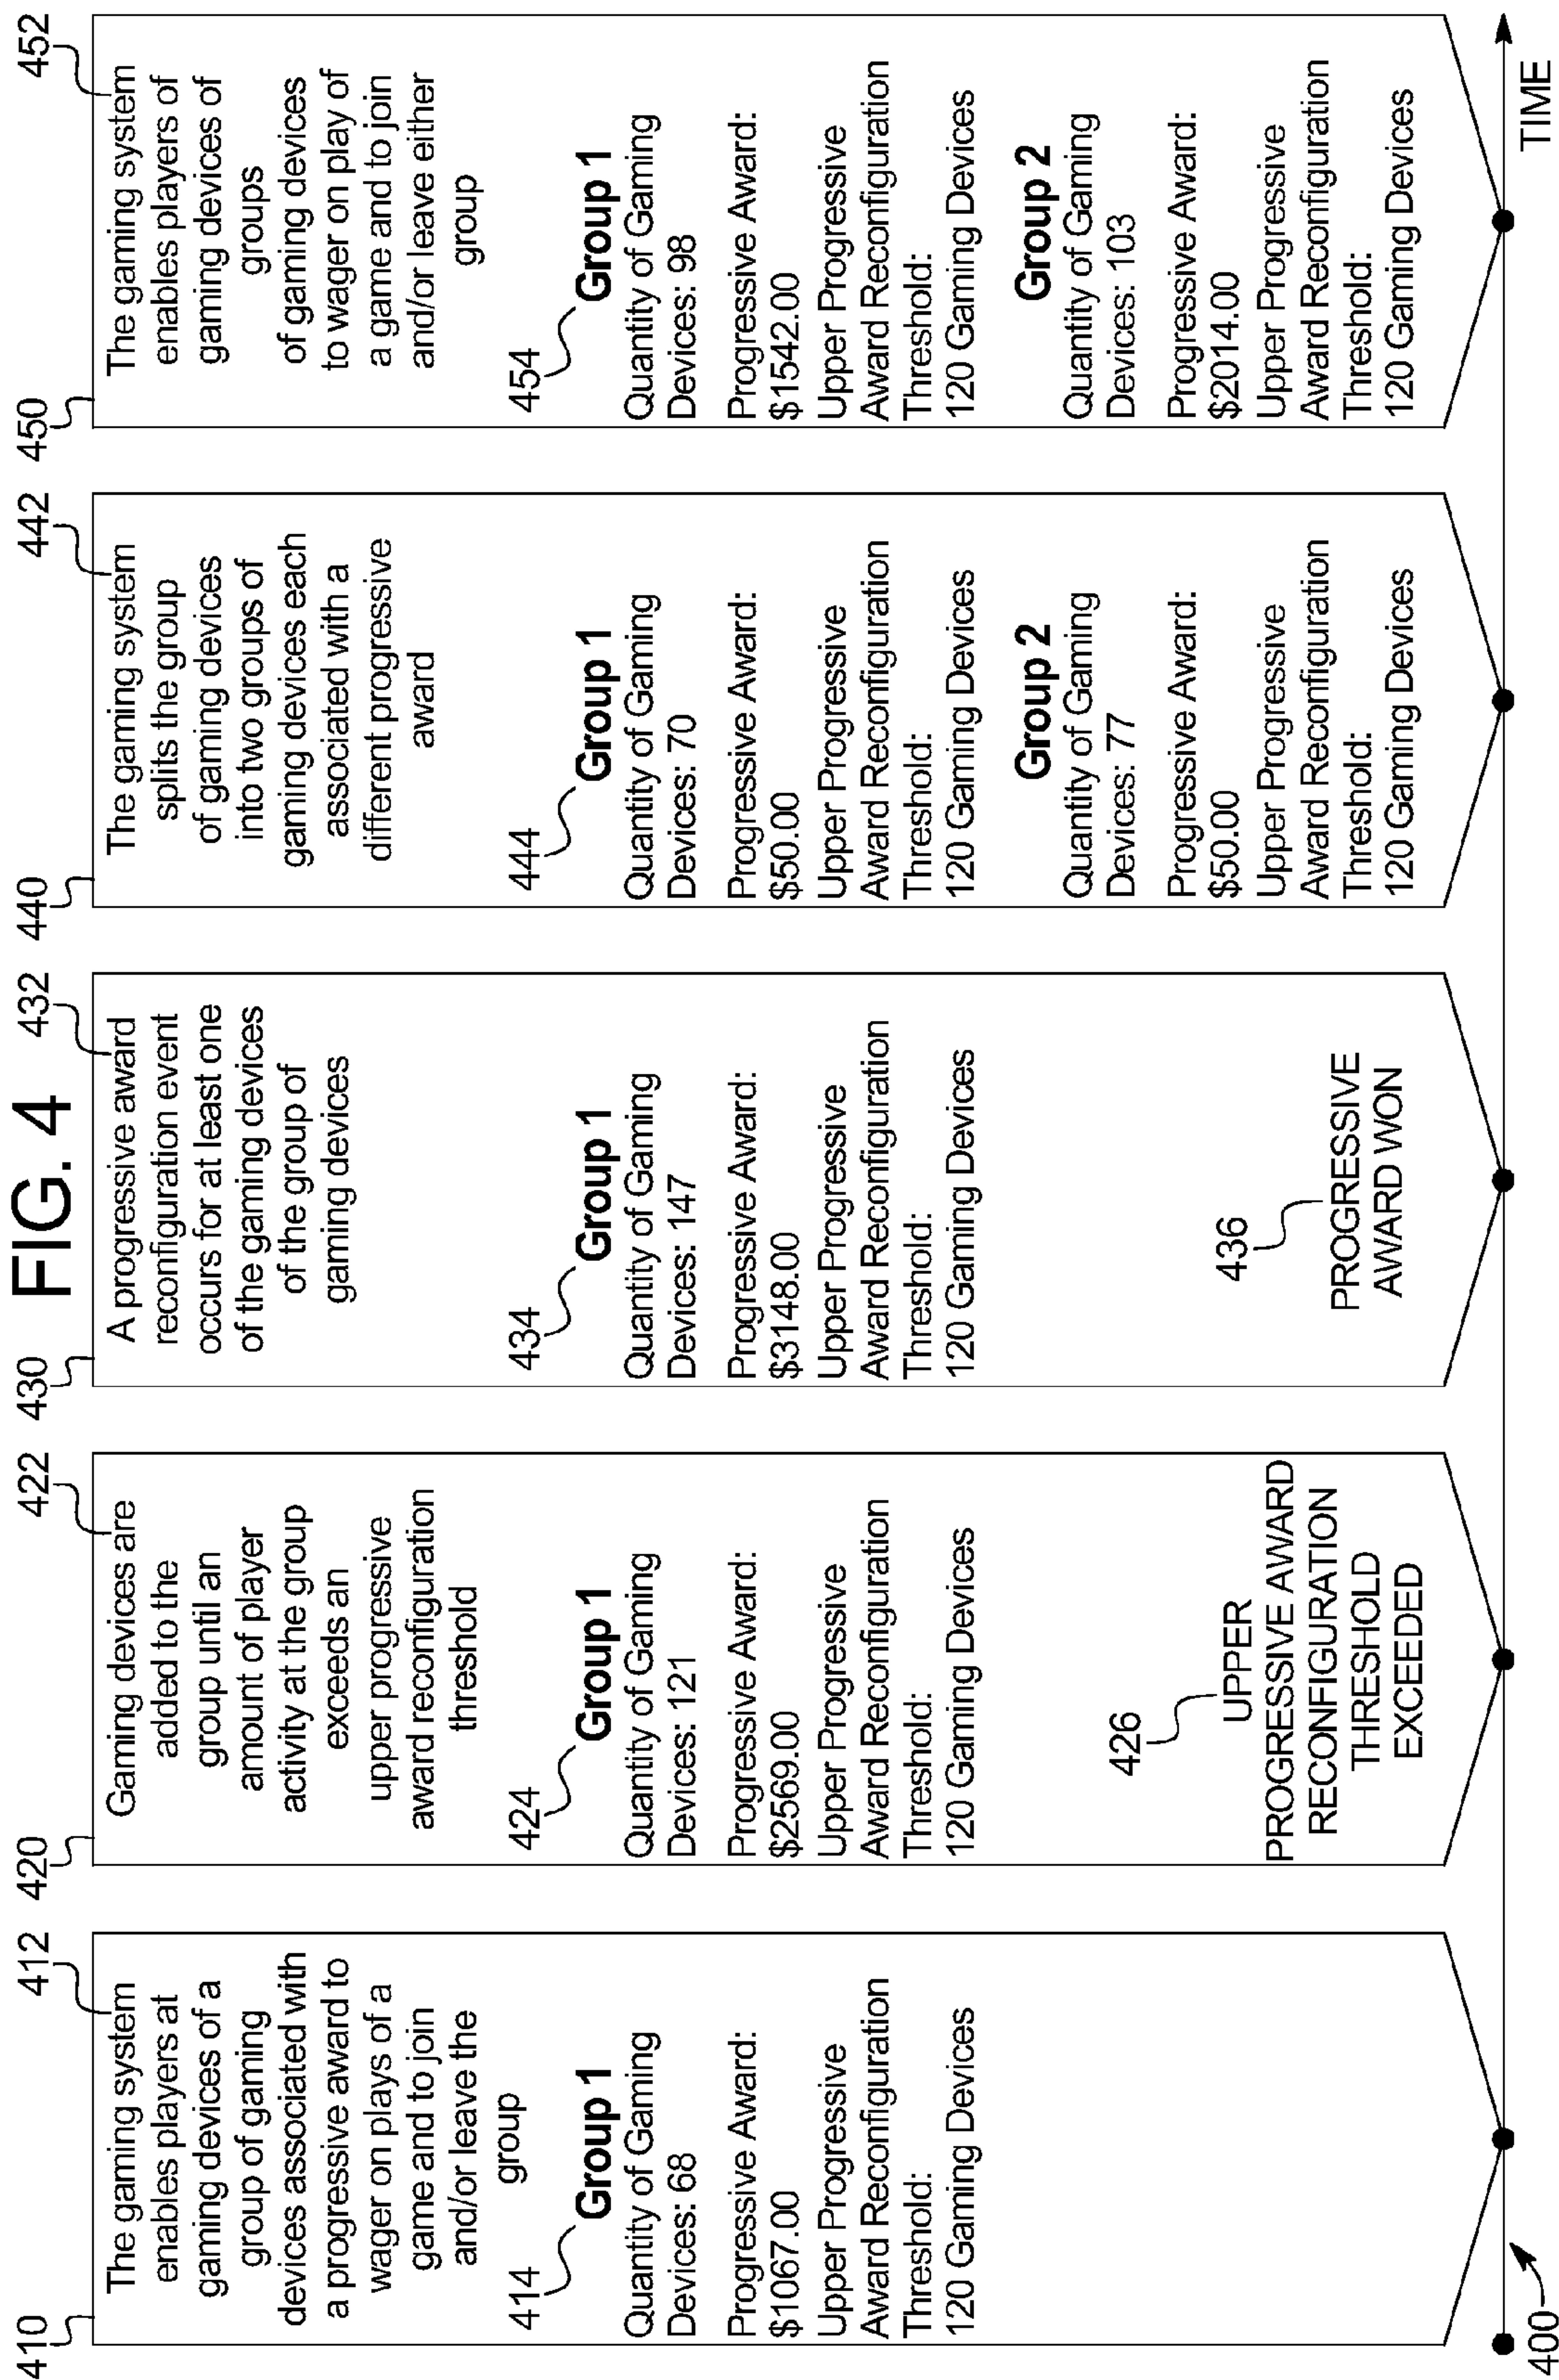 FIG. 4
410
412
The gaming system
enables players at
gaming devices of a
group of gaming
devices associated with
a progressive award to
wager on plays of a
game and to join
and/or leave the
group
414
Group 1
Quantity of Gaming
Devices: 68
Progressive Award:
$1067.00
Upper Progressive
Award Reconfiguration
Threshold:
120 Gaming Devices
420
422
Gaming devices are
added to the
group until an
amount of player
activity at the group
exceeds an
upper progressive
award reconfiguration
threshold
424
Group 1
Quantity of Gaming
Devices: 121
Progressive Award:
$2569.00
Upper Progressive
Award Reconfiguration
Threshold:
120 Gaming Devices
426
UPPER
PROGRESSIVE AWARD
RECONFIGURATION
THRESHOLD
EXCEEDED
430
432
A progressive award
reconfiguration event
occurs for at least one
of the gaming devices
of the group of
gaming devices
434
Group 1
Quantity of Gaming
Devices: 147
Progressive Award:
$3148.00
Upper Progressive
Award Reconfiguration
Threshold:
120 Gaming Devices
436
PROGRESSIVE
AWARD WON
440
442
The gaming system
splits the group
of gaming devices
into two groups of
gaming devices each
associated with a
different progressive
award
444
Group 1
Quantity of Gaming
Devices: 70
Progressive Award:
$50.00
Upper Progressive
Award Reconfiguration
Threshold:
120 Gaming Devices
Group 2
Quantity of Gaming
Devices: 77
Progressive Award:
$50.00
Upper Progressive
Award Reconfiguration
Threshold:
120 Gaming Devices
450
452
The gaming system
enables players of
gaming devices of
groups
of gaming devices
to wager on play of
a game and to join
and/or leave either
group
454
Group 1
Quantity of Gaming
Devices: 98
Progressive Award:
$1542.00
Upper Progressive
Award Reconfiguration
Threshold:
120 Gaming Devices
Group 2
Quantity of Gaming
Devices: 103
Progressive Award:
$2014.00
Upper Progressive
Award Reconfiguration
Threshold:
120 Gaming Devices
400
TIME